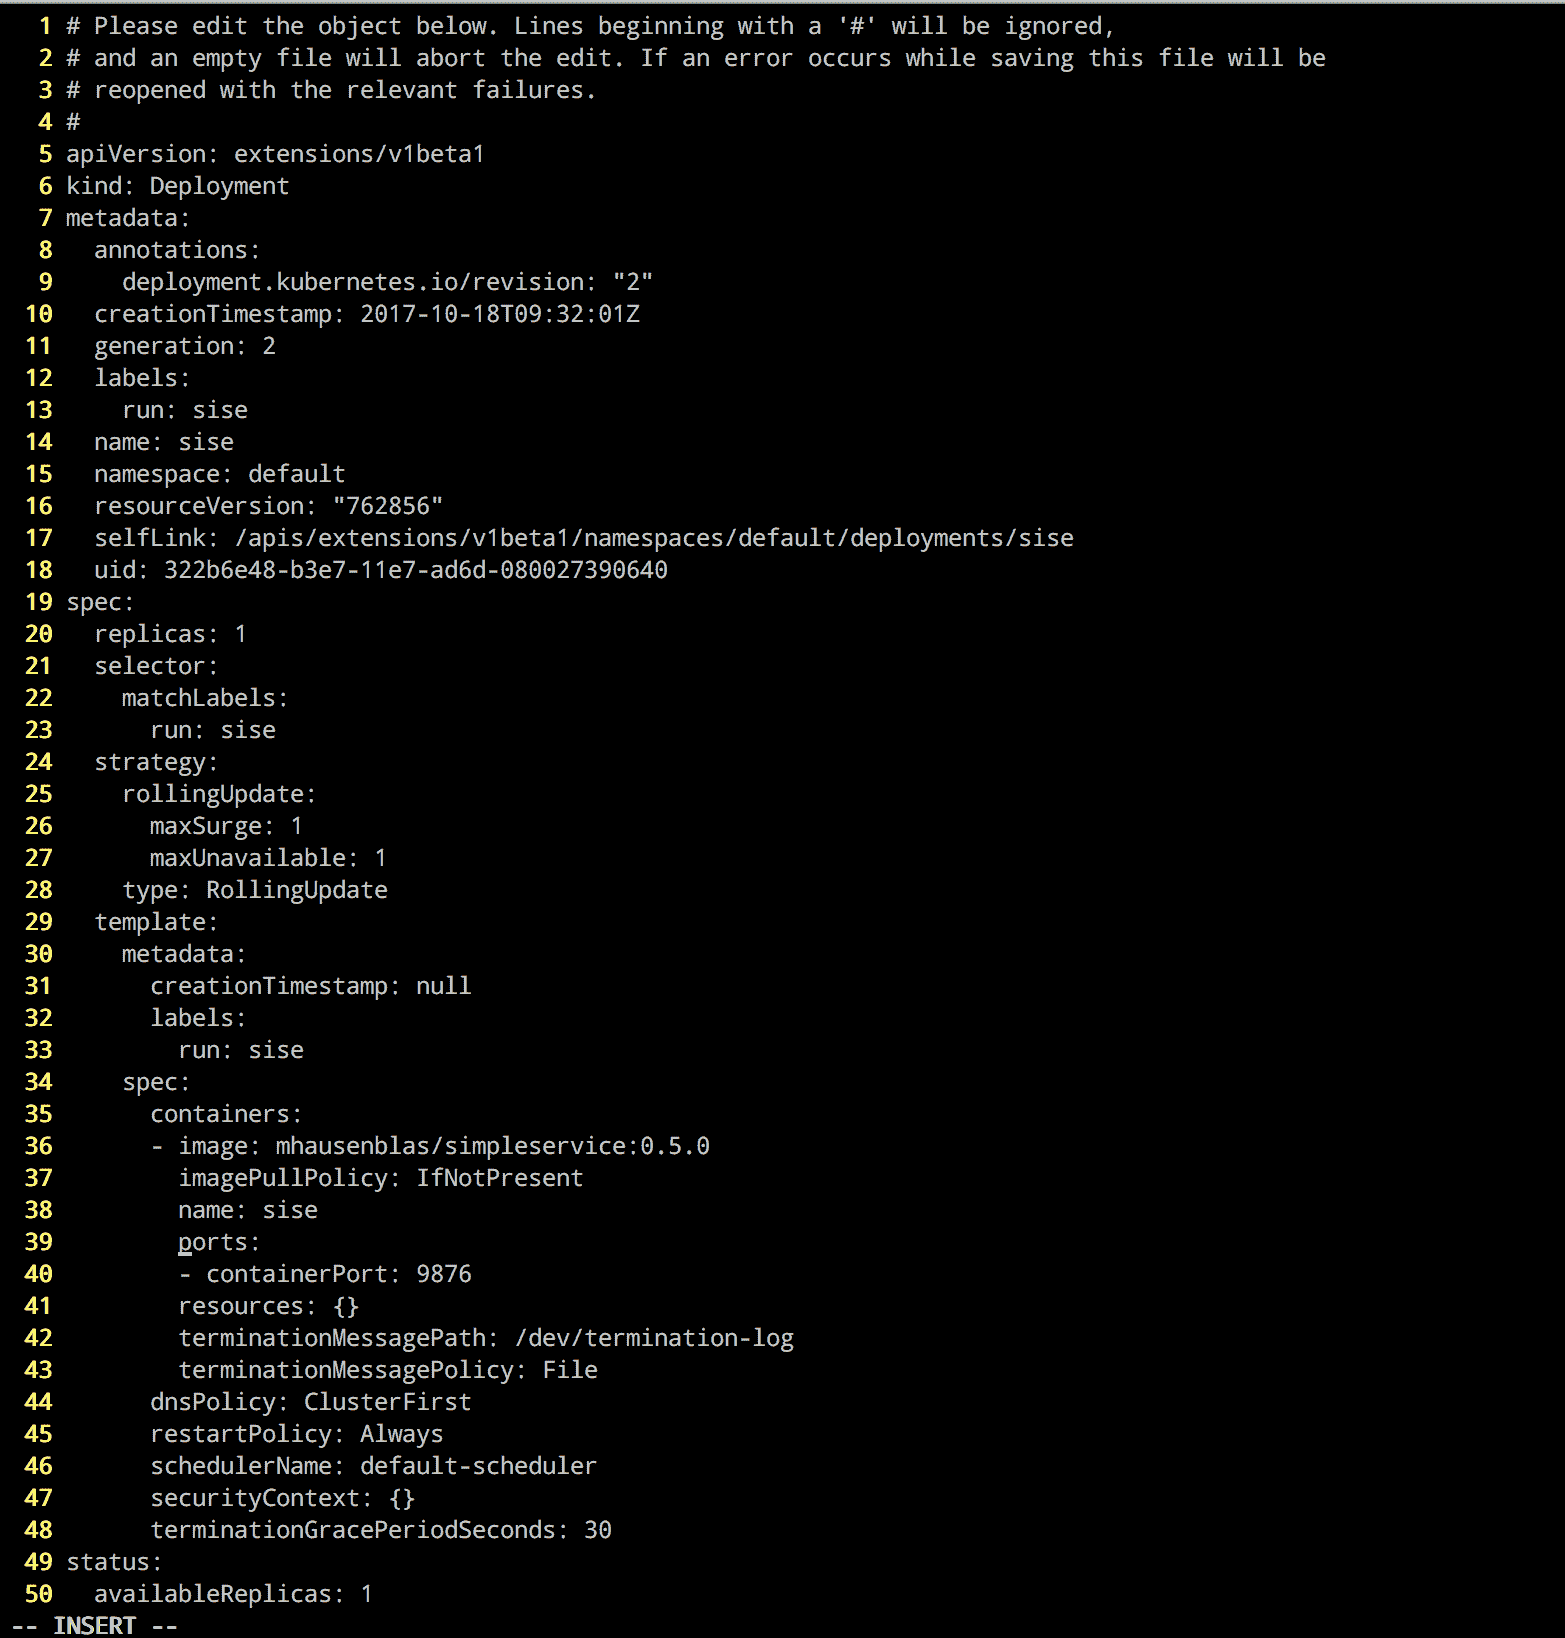 1 # Please edit the object below. Lines beginning with a '#' will be ignored,
2 # and an empty file will abort the edit. If an error occurs while saving this file will be
3 # reopened with the relevant failures.
4 #
5 apiVersion: extensions/v1beta1
6 kind: Deployment
7 metadata:
8   annotations:
9     deployment.kubernetes.io/revision: "2"
10   creationTimestamp: 2017-10-18T09:32:01Z
11   generation: 2
12   labels:
13     run: sise
14   name: sise
15   namespace: default
16   resourceVersion: "762856"
17   selfLink: /apis/extensions/v1beta1/namespaces/default/deployments/sise
18   uid: 322b6e48-b3e7-11e7-ad6d-080027390640
19 spec:
20   replicas: 1
21   selector:
22     matchLabels:
23       run: sise
24   strategy:
25     rollingUpdate:
26       maxSurge: 1
27       maxUnavailable: 1
28     type: RollingUpdate
29   template:
30     metadata:
31       creationTimestamp: null
32       labels:
33         run: sise
34     spec:
35       containers:
36       - image: mhausenblas/simpleservice:0.5.0
37         imagePullPolicy: IfNotPresent
38         name: sise
39         ports:
40         - containerPort: 9876
41         resources: {}
42         terminationMessagePath: /dev/termination-log
43         terminationMessagePolicy: File
44       dnsPolicy: ClusterFirst
45       restartPolicy: Always
46       schedulerName: default-scheduler
47       securityContext: {}
48       terminationGracePeriodSeconds: 30
49 status:
50   availableReplicas: 1
-- INSERT --